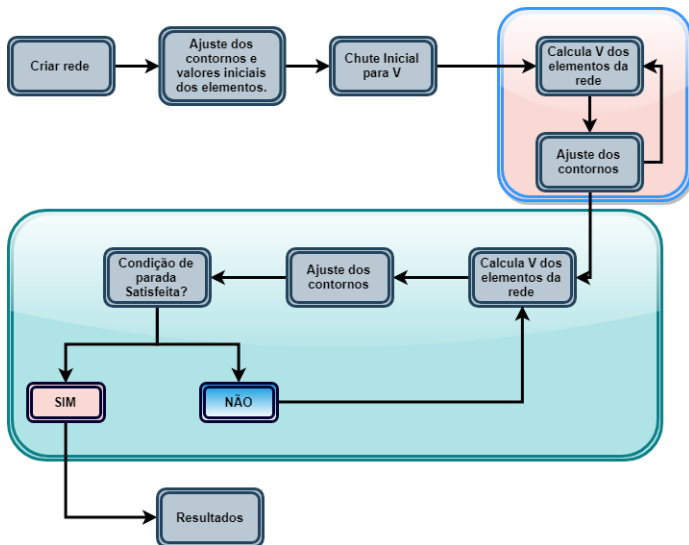 Criar rede
Ajuste dos
contornos e
valores iniciais
dos elementos.
Chute Inicial
para V
Calcula V dos
elementos da
rede
Ajuste dos
contornos
Condição de
parada
Satisfeita?
Ajuste dos
contornos
Calcula V dos
elementos da
rede
SIM
NÃO
Resultados